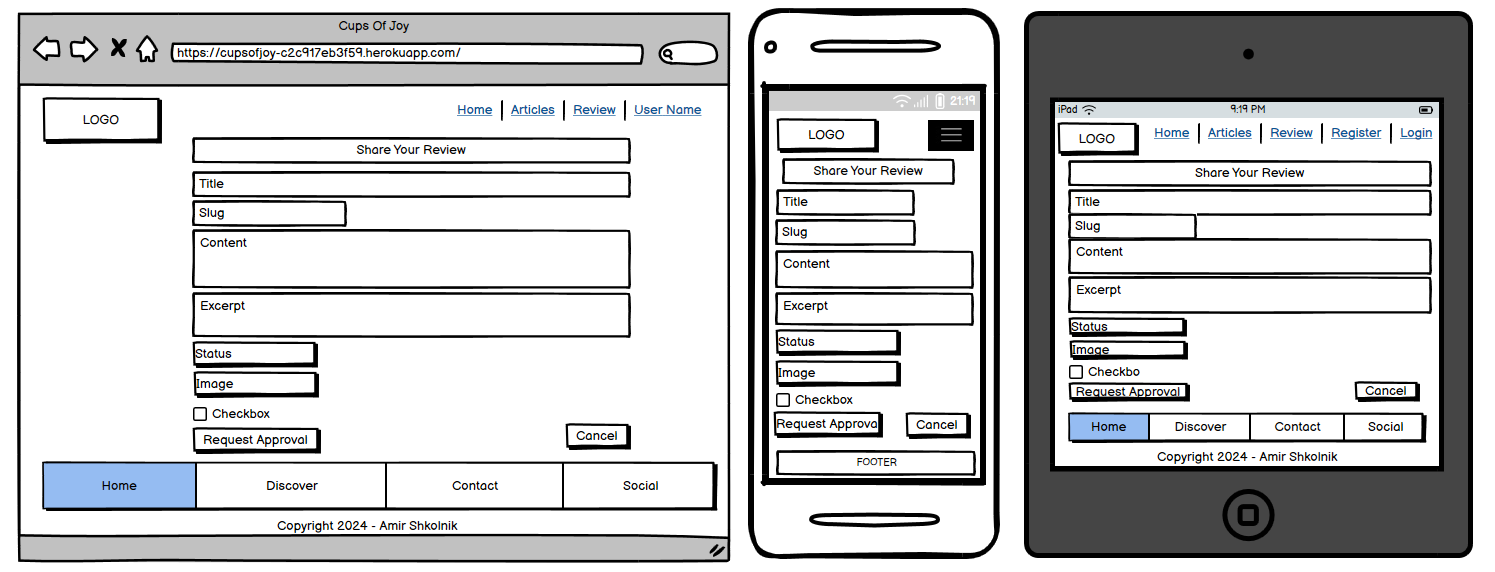 Cups Of Joy
https://cupsofjoy-c2c917eb3f59.herokuapp.com/
LOGO
Home Articles Review User Name
Share Your Review
Title
Slug
Content
Excerpt
Status
Image
Checkbox
Request Approval Cancel
Home Discover Contact Social
Copyright 2024 - Amir Shkolnik
21:19
LOGO
Share Your Review
Title
Slug
Content
Excerpt
Status
Image
Checkbox
Request Approva Cancel
FOOTER
iPad 9:19 PM
LOGO Home Articles Review Register Login
Share Your Review
Title
Slug
Content
Excerpt
Status
Image
Checkbo
Request Approval Cancel
Home Discover Contact Social
Copyright 2024 - Amir Shkolnik